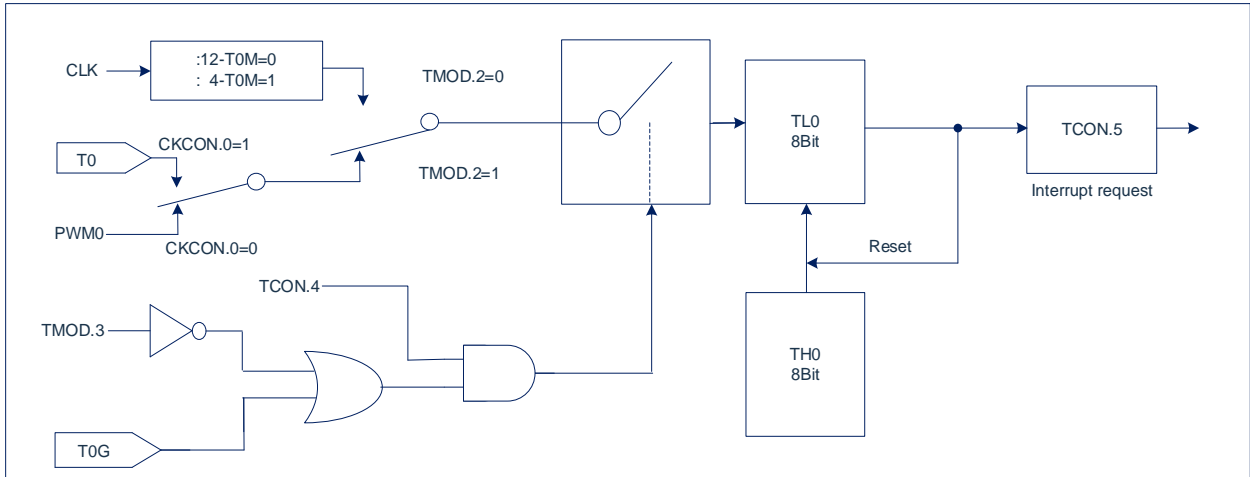 :12-T0M=0
: 4-T0M=1
CLK
TMOD.2=0
CKCON.0=1
T0
TMOD.2=1
PWM0
CKCON.0=0
TL0
8Bit
TCON.5
Interrupt request
Reset
TCON.4
TMOD.3
TH0
8Bit
T0G